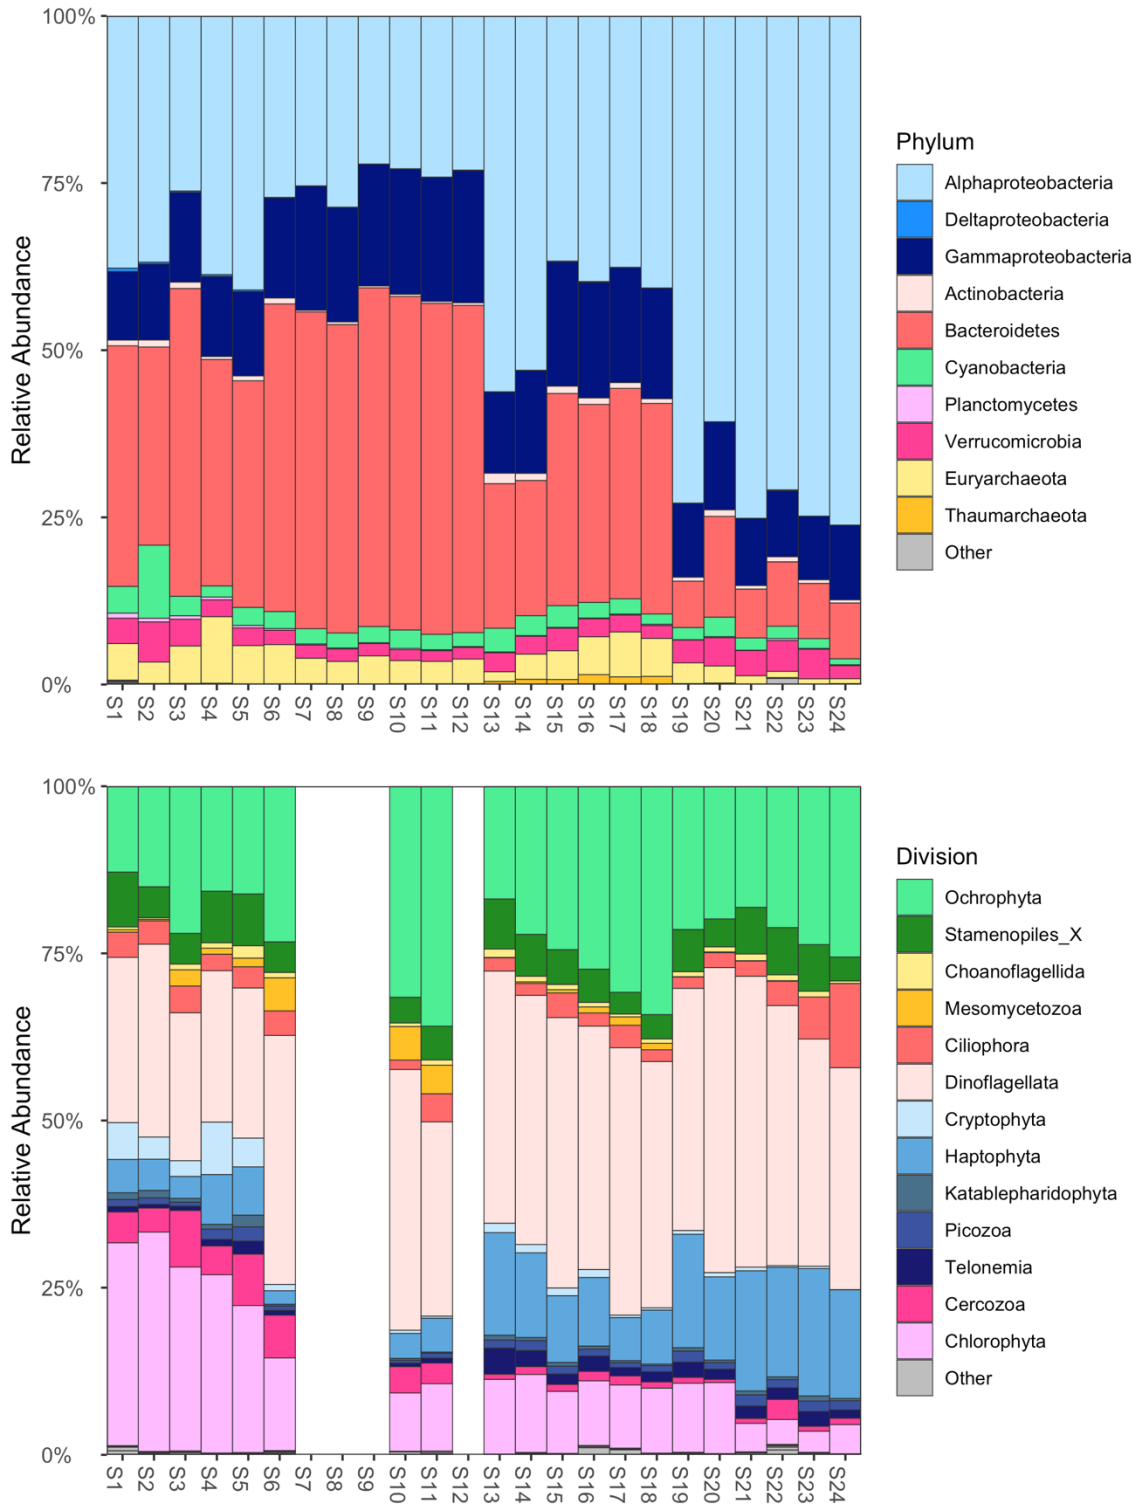 100%
75%
50%
25%
0%
Relative Abundance
S1
S2
S3
S4
S5
S6
S7
S8
S9
S10
S11
S12
S13
S14
S15
S16
S17
S18
S19
S20
S21
S22
S23
S24
Phylum
Alphaproteobacteria
Deltaproteobacteria
Gammaproteobacteria
Actinobacteria
Bacteroidetes
Cyanobacteria
Planctomycetes
Verrucomicrobia
Euryarchaeota
Thaumarchaeota
Other
100%
75%
50%
25%
0%
Relative Abundance
S1
S2
S3
S4
S5
S6
S7
S8
S9
S10
S11
S12
S13
S14
S15
S16
S17
S18
S19
S20
S21
S22
S23
S24
Division
Ochrophyta
Stamenopiles_X
Choanoflagellida
Mesomycetozoa
Ciliophora
Dinoflagellata
Cryptophyta
Haptophyta
Katablepharidophyta
Picozoa
Telonemia
Cercozoa
Chlorophyta
Other